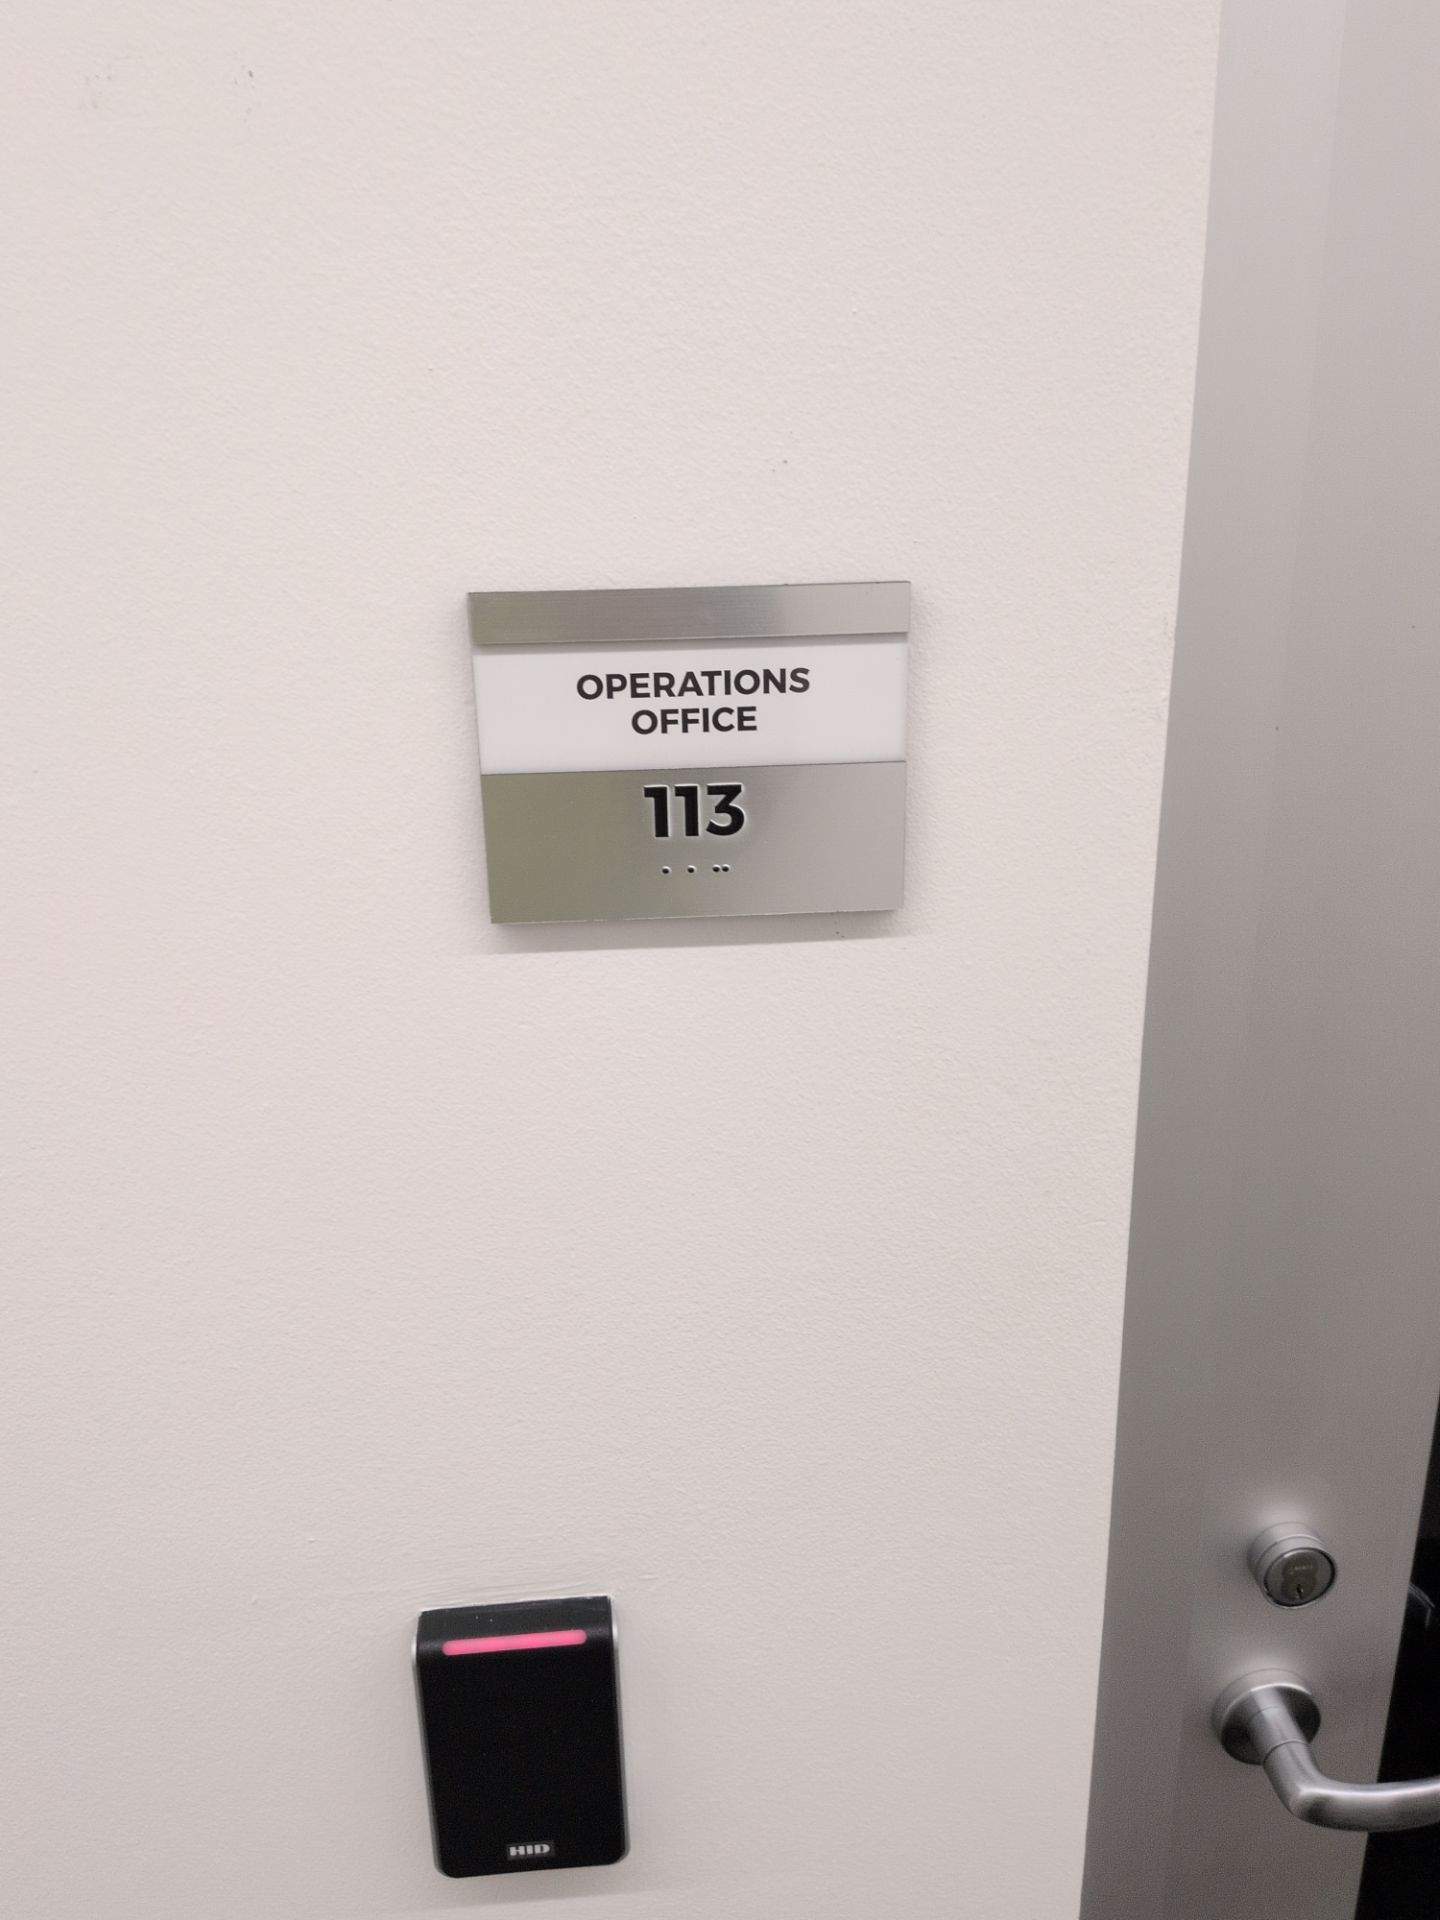 OPERATIONS
OFFICE
113
HID